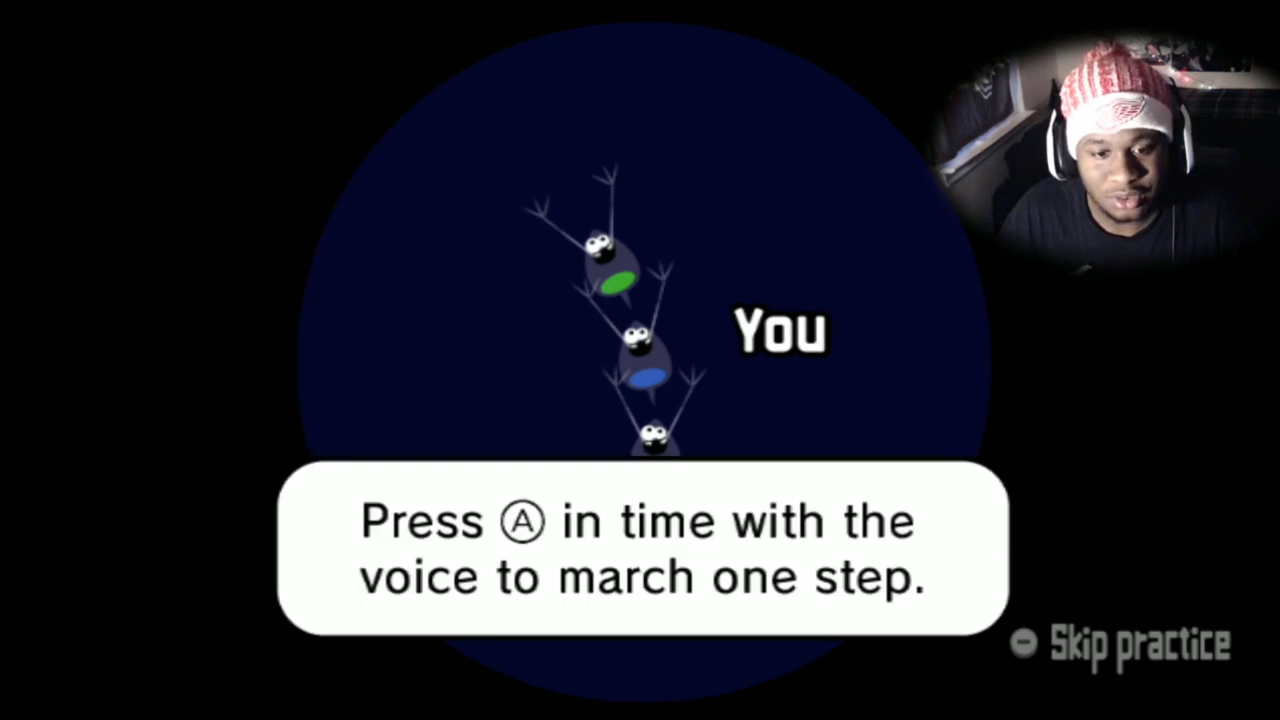 You
Press Ⓐ in time with the
voice to march one step.
⊖ Skip practice